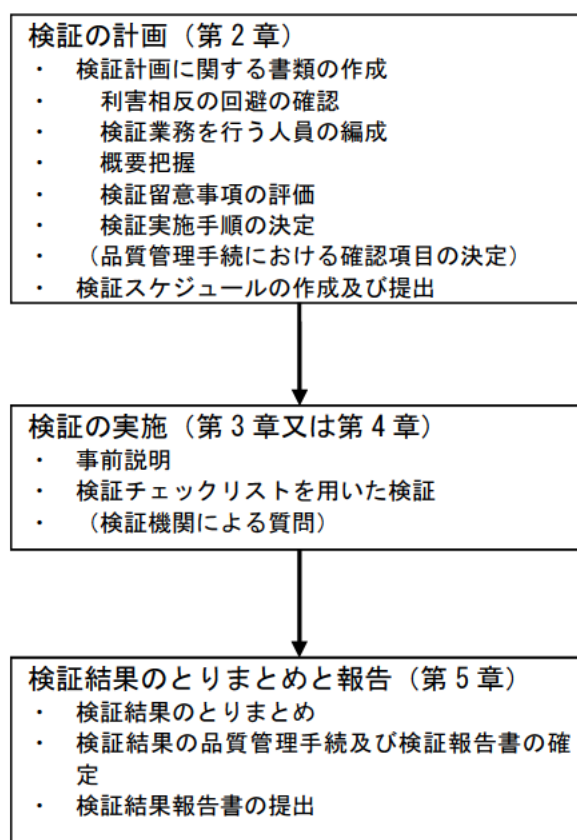 検証の計画（第２章）
・ 検証計画に関する書類の作成
・ 利害相反の回避の確認
・ 検証業務を行う人員の編成
・ 概要把握
・ 検証留意事項の評価
・ 検証実施手順の決定
・ （品質管理手続における確認項目の決定）
・ 検証スケジュールの作成及び提出
検証の実施（第３章又は第４章）
・ 事前説明
・ 検証チェックリストを用いた検証
・ （検証機関による質問）
検証結果のとりまとめと報告（第５章）
・ 検証結果のとりまとめ
・ 検証結果の品質管理手続及び検証報告書の確
定
・ 検証結果報告書の提出